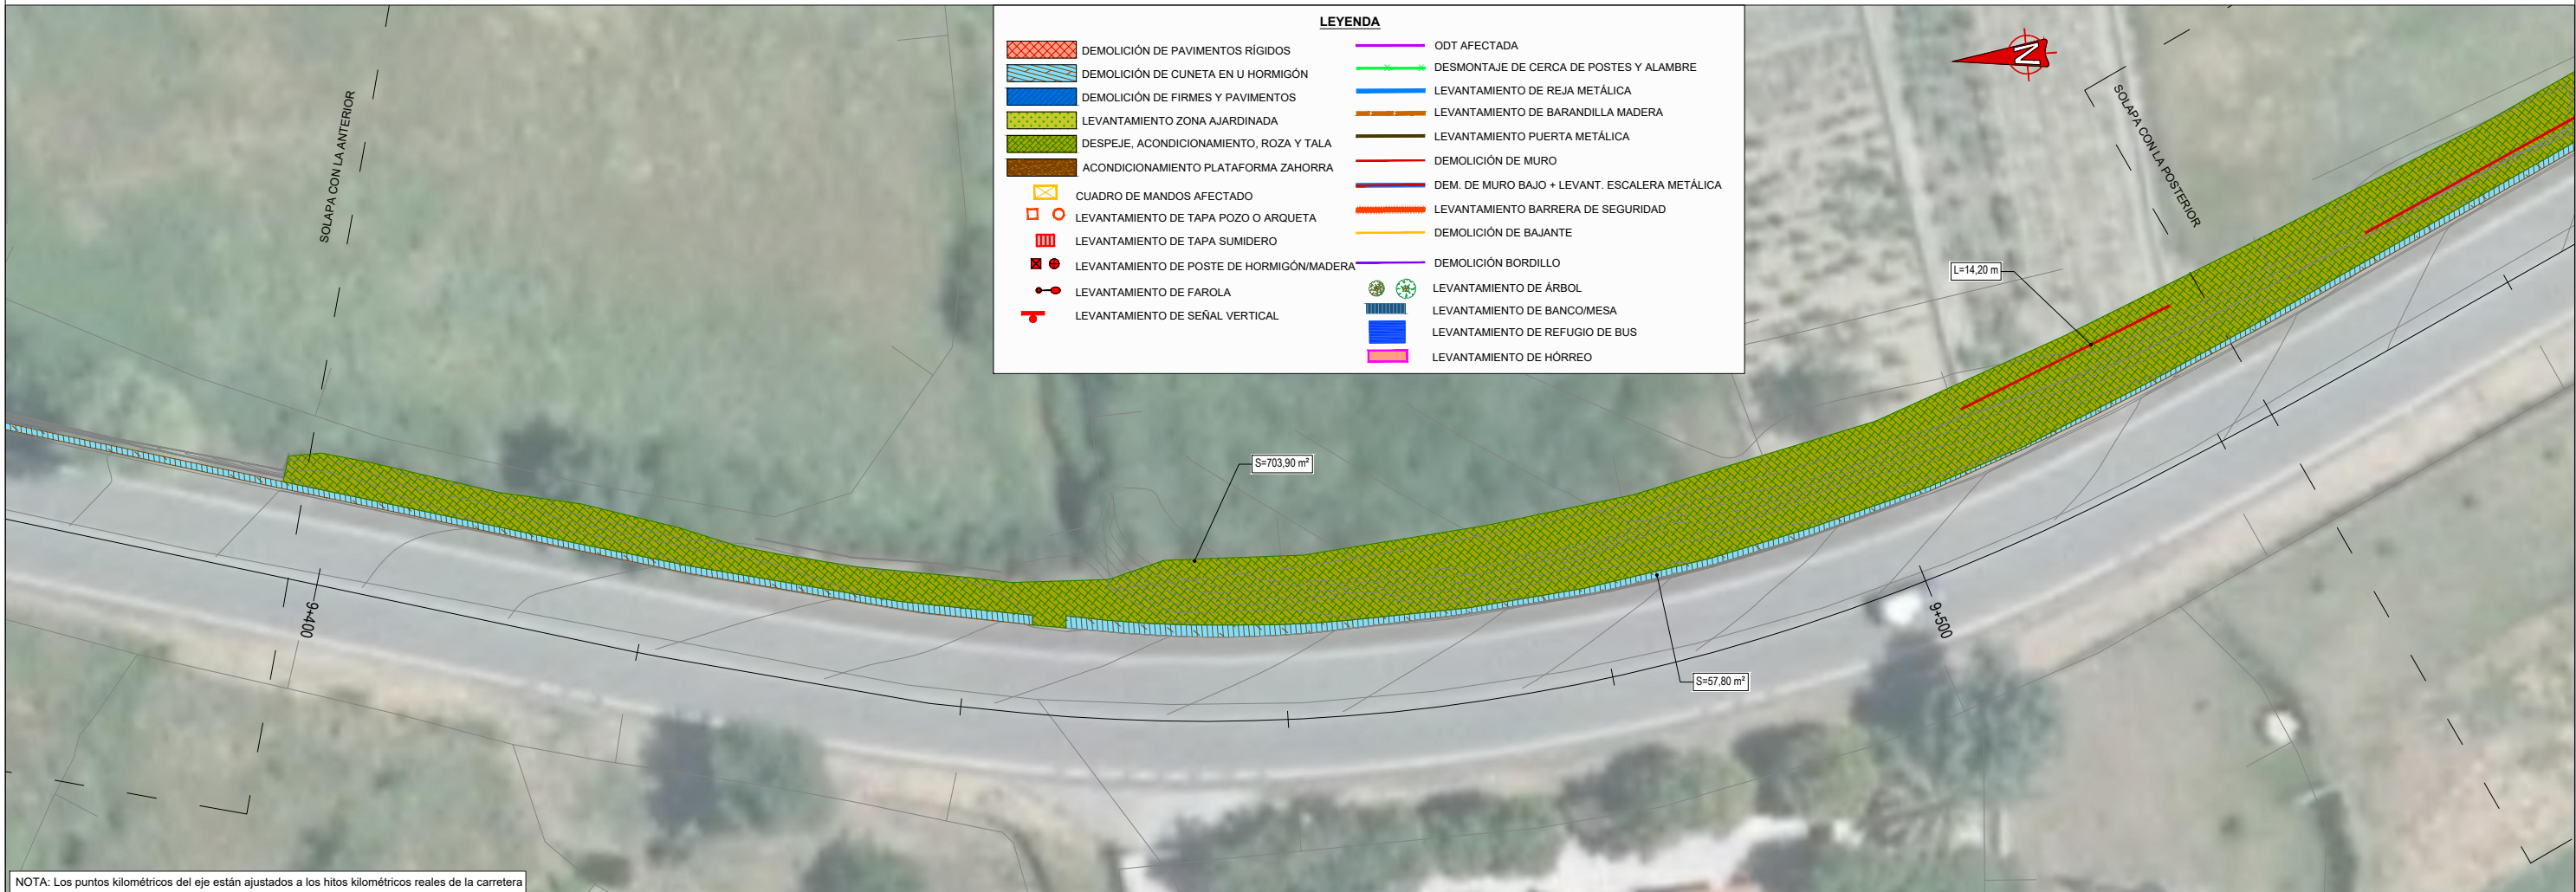 LEYENDA
DEMOLICIÓN DE PAVIMENTOS RÍGIDOS
DEMOLICIÓN DE CUNETA EN U HORMIGÓN
DEMOLICIÓN DE FIRMES Y PAVIMENTOS
LEVANTAMIENTO ZONA AJARDINADA
DESPEJE, ACONDICIONAMIENTO, ROZA Y TALA
ACONDICIONAMIENTO PLATAFORMA ZAHORRA
CUADRO DE MANDOS AFECTADO
LEVANTAMIENTO DE TAPA POZO O ARQUETA
LEVANTAMIENTO DE TAPA SUMIDERO
LEVANTAMIENTO DE POSTE DE HORMIGÓN/MADERA
LEVANTAMIENTO DE FAROLA
LEVANTAMIENTO DE SEÑAL VERTICAL
ODT AFECTADA
DESMONTAJE DE CERCA DE POSTES Y ALAMBRE
LEVANTAMIENTO DE REJA METÁLICA
LEVANTAMIENTO DE BARANDILLA MADERA
LEVANTAMIENTO PUERTA METÁLICA
DEMOLICIÓN DE MURO
DEM. DE MURO BAJO + LEVANT. ESCALERA METÁLICA
LEVANTAMIENTO BARRERA DE SEGURIDAD
DEMOLICIÓN DE BAJANTE
DEMOLICIÓN BORDILLO
LEVANTAMIENTO DE ÁRBOL
LEVANTAMIENTO DE BANCO/MESA
LEVANTAMIENTO DE REFUGIO DE BUS
LEVANTAMIENTO DE HÓRREO
N
SOLAPA CON LA ANTERIOR
SOLAPA CON LA POSTERIOR
L=14,20 m
S=703,90 m²
S=57,80 m²
9+400
9+500
NOTA: Los puntos kilométricos del eje están ajustados a los hitos kilométricos reales de la carretera